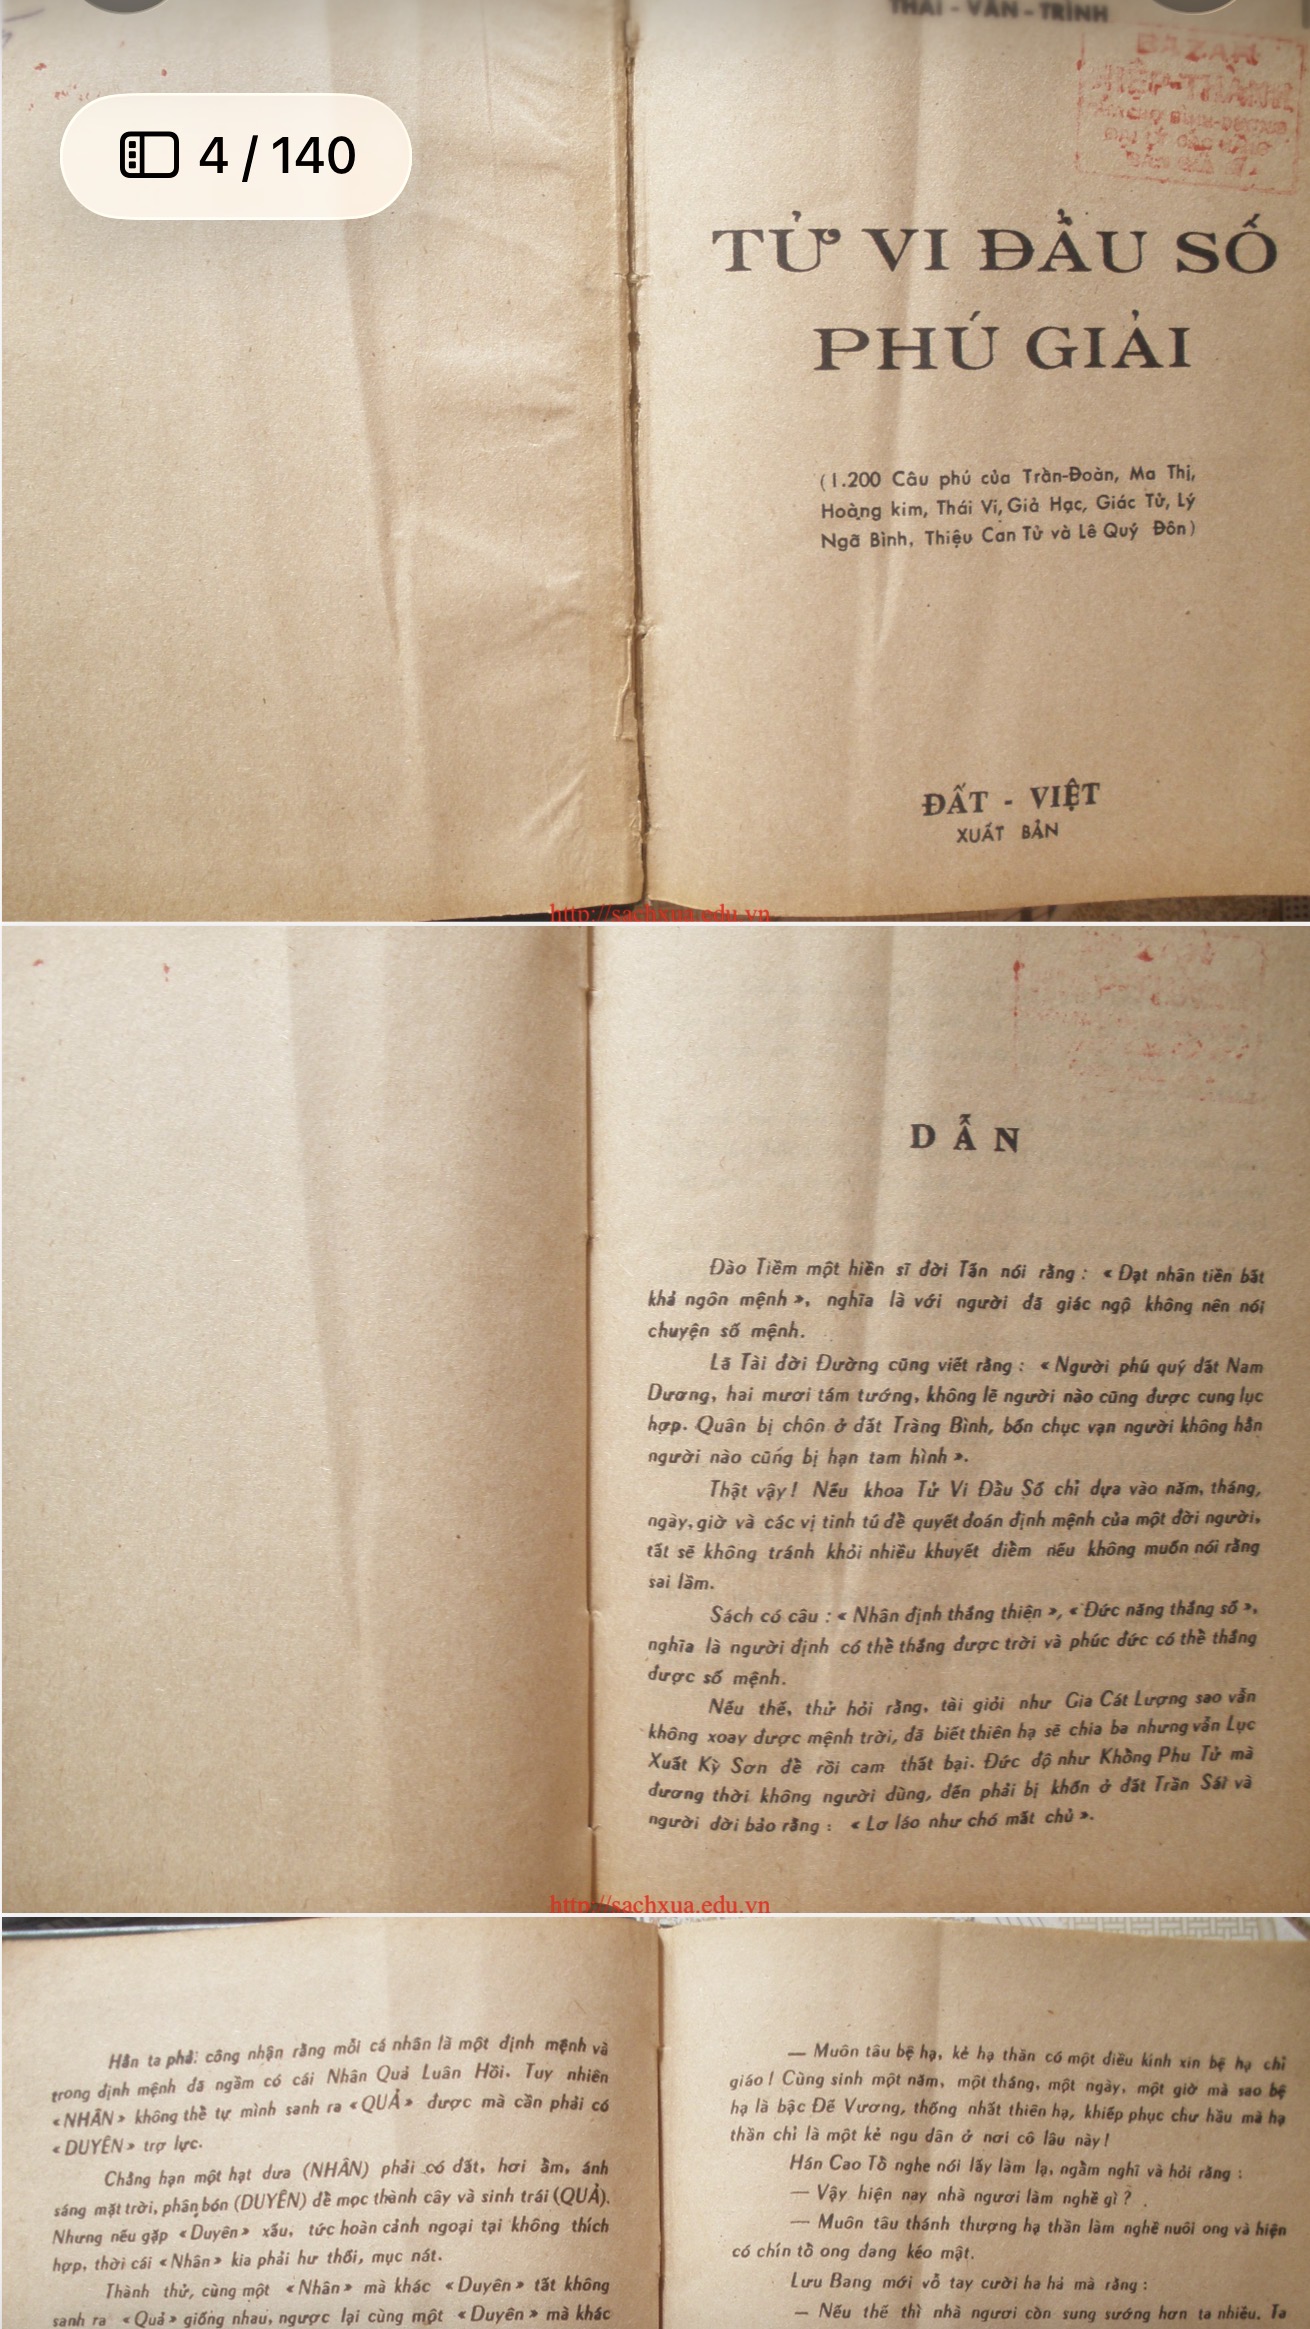 4 / 140
THÁI - VÂN - TRÌNH
BAZAR
TỬ VI ĐẦU SỐ
PHÚ GIẢI
(1.200 Câu phú của Trần-Đoàn, Ma Thị,
Hoàng kim, Thái Vi, Giả Hạc, Giác Tử, Lý
Ngã Bình, Thiệu Can Tử và Lê Quý Đôn)
ĐẤT - VIỆT
XUẤT BẢN
http://sachxua.edu.vn
DẪN
Đào Tiềm một hiền sĩ đời Tấn nói rằng : « Đạt nhân tiền bất
khả ngôn mệnh », nghĩa là với người đã giác ngộ không nên nói
chuyện số mệnh.
Lã Tài đời Đường cũng viết rằng : « Người phú quý đất Nam
Dương, hai mươi tám tướng, không lẽ người nào cũng được cung lục
hợp. Quân bị chôn ở đất Tràng Bình, bốn chục vạn người không hẳn
người nào cũng bị hạn tam hình ».
Thật vậy ! Nếu khoa Tử Vi Đầu Số chỉ dựa vào năm, tháng,
ngày, giờ và các vị tinh tú để quyết đoán định mệnh của một đời người,
tất sẽ không tránh khỏi nhiều khuyết điểm nếu không muốn nói rằng
sai lầm.
Sách có câu : « Nhân định thắng thiên », « Đức năng thắng số »,
nghĩa là người định có thể thắng được trời và phúc đức có thể thắng
được số mệnh.
Nếu thế, thử hỏi rằng, tài giỏi như Gia Cát Lượng sao vẫn
không xoay được mệnh trời, đã biết thiên hạ sẽ chia ba nhưng vẫn Lục
Xuất Kỳ Sơn để rồi cam thất bại. Đức độ như Khổng Phu Tử mà
đương thời không người dùng, đến phải bị khốn ở đất Trần Sái và
người đời bảo rằng : « Lơ láo như chó mất chủ ».
http://sachxua.edu.vn
Hẳn ta phải công nhận rằng mỗi cá nhân là một định mệnh và
trong định mệnh đã ngầm có cái Nhân Quả Luân Hồi. Tuy nhiên
«NHÂN» không thể tự mình sanh ra «QUẢ» được mà cần phải có
«DUYÊN» trợ lực.
Chẳng hạn một hạt dưa (NHÂN) phải có đất, hơi ẩm, ánh
sáng mặt trời, phân bón (DUYÊN) để mọc thành cây và sinh trái (QUẢ).
Nhưng nếu gặp «Duyên» xấu, tức hoàn cảnh ngoại tại không thích
hợp, thời cái «Nhân» kia phải hư thối, mục nát.
Thành thử, cùng một «Nhân» mà khác «Duyên» tất không
sanh ra «Quả» giống nhau, ngược lại cùng một «Duyên» mà khác
— Muôn tâu bệ hạ, kẻ hạ thần có một điều kính xin bệ hạ chỉ
giáo ! Cùng sinh một năm, một tháng, một ngày, một giờ mà sao bệ
hạ là bậc Đế Vương, thống nhất thiên hạ, khiếp phục chư hầu mà hạ
thần chỉ là một kẻ ngu dân ở nơi cô lâu này !
Hán Cao Tổ nghe nói lấy làm lạ, ngẫm nghĩ và hỏi rằng :
— Vậy hiện nay nhà ngươi làm nghề gì ?
— Muôn tâu thánh thượng hạ thần làm nghề nuôi ong và hiện
có chín tổ ong đang kéo mật.
Lưu Bang mới vỗ tay cười ha hả mà rằng :
— Nếu thế thì nhà ngươi còn sung sướng hơn ta nhiều. Ta